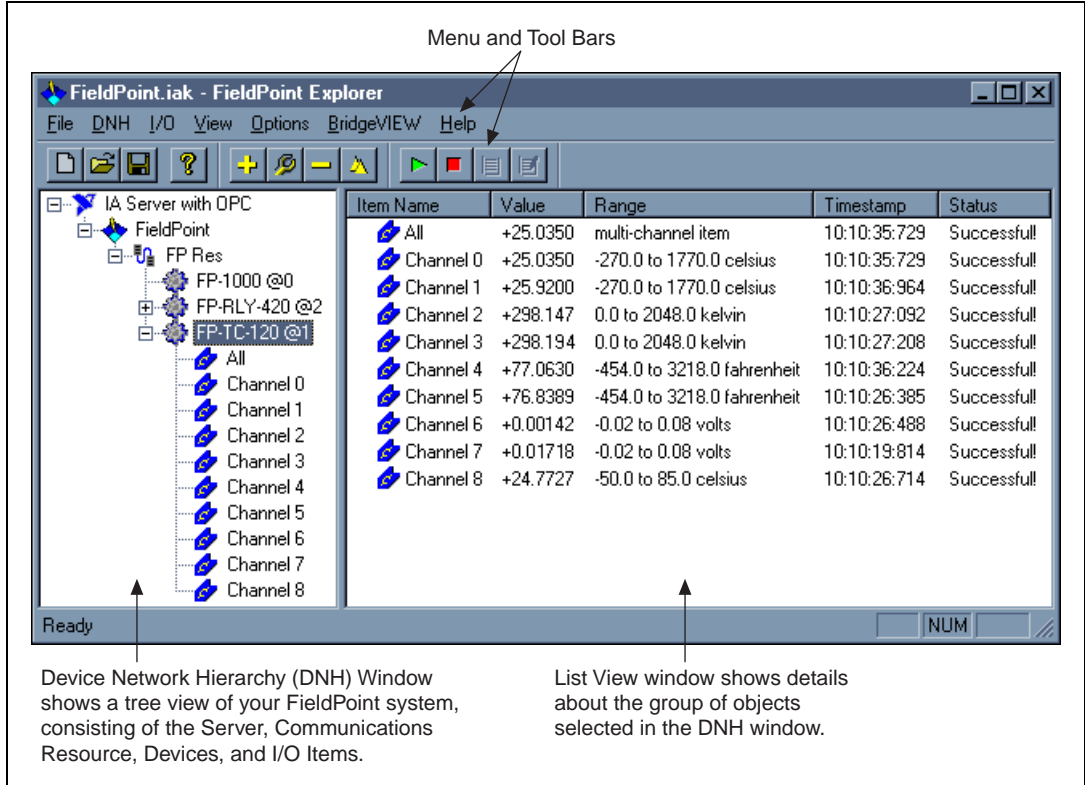 Menu and Tool Bars
FieldPoint.iak - FieldPoint Explorer
File DNH I/O View Options BridgeVIEW Help
IA Server with OPC
FieldPoint
FP Res
FP-1000 @0
FP-RLY-420 @2
FP-TC-120 @1
All
Channel 0
Channel 1
Channel 2
Channel 3
Channel 4
Channel 5
Channel 6
Channel 7
Channel 8
Item Name Value Range Timestamp Status
All +25.0350 multi-channel item 10:10:35:729 Successful!
Channel 0 +25.0350 -270.0 to 1770.0 celsius 10:10:35:729 Successful!
Channel 1 +25.9200 -270.0 to 1770.0 celsius 10:10:36:964 Successful!
Channel 2 +298.147 0.0 to 2048.0 kelvin 10:10:27:092 Successful!
Channel 3 +298.194 0.0 to 2048.0 kelvin 10:10:27:208 Successful!
Channel 4 +77.0630 -454.0 to 3218.0 fahrenheit 10:10:36:224 Successful!
Channel 5 +76.8389 -454.0 to 3218.0 fahrenheit 10:10:26:385 Successful!
Channel 6 +0.00142 -0.02 to 0.08 volts 10:10:26:488 Successful!
Channel 7 +0.01718 -0.02 to 0.08 volts 10:10:19:814 Successful!
Channel 8 +24.7727 -50.0 to 85.0 celsius 10:10:26:714 Successful!
Ready NUM
Device Network Hierarchy (DNH) Window
shows a tree view of your FieldPoint system,
consisting of the Server, Communications
Resource, Devices, and I/O Items.
List View window shows details
about the group of objects
selected in the DNH window.